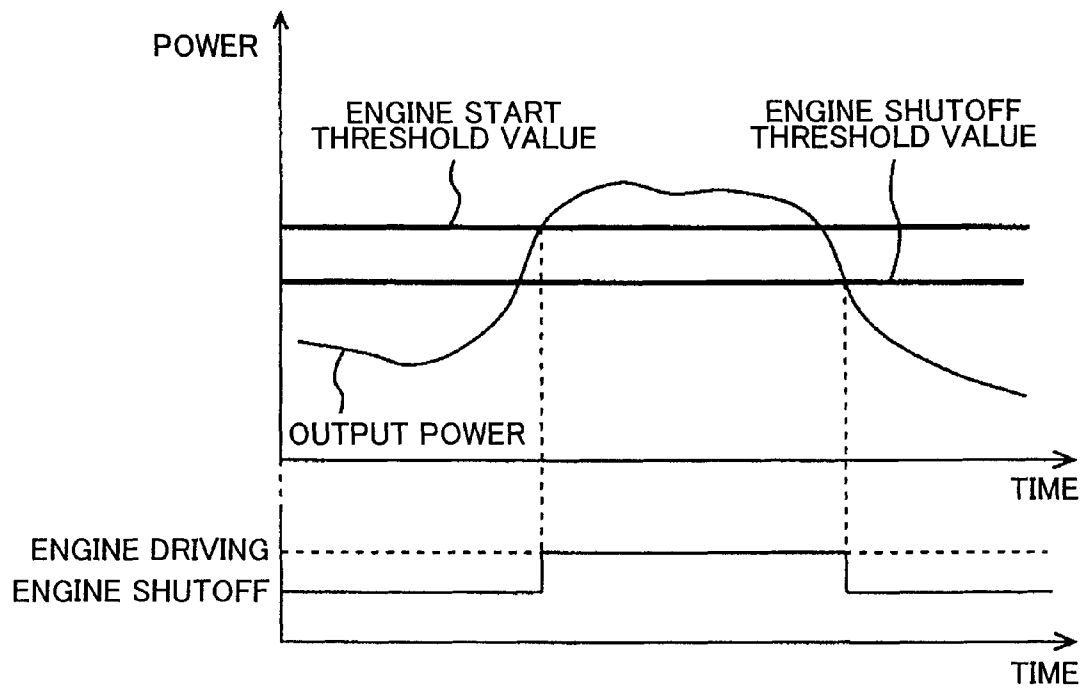 POWER
ENGINE START
THRESHOLD VALUE
ENGINE SHUTOFF
THRESHOLD VALUE
OUTPUT POWER
TIME
ENGINE DRIVING
ENGINE SHUTOFF
TIME